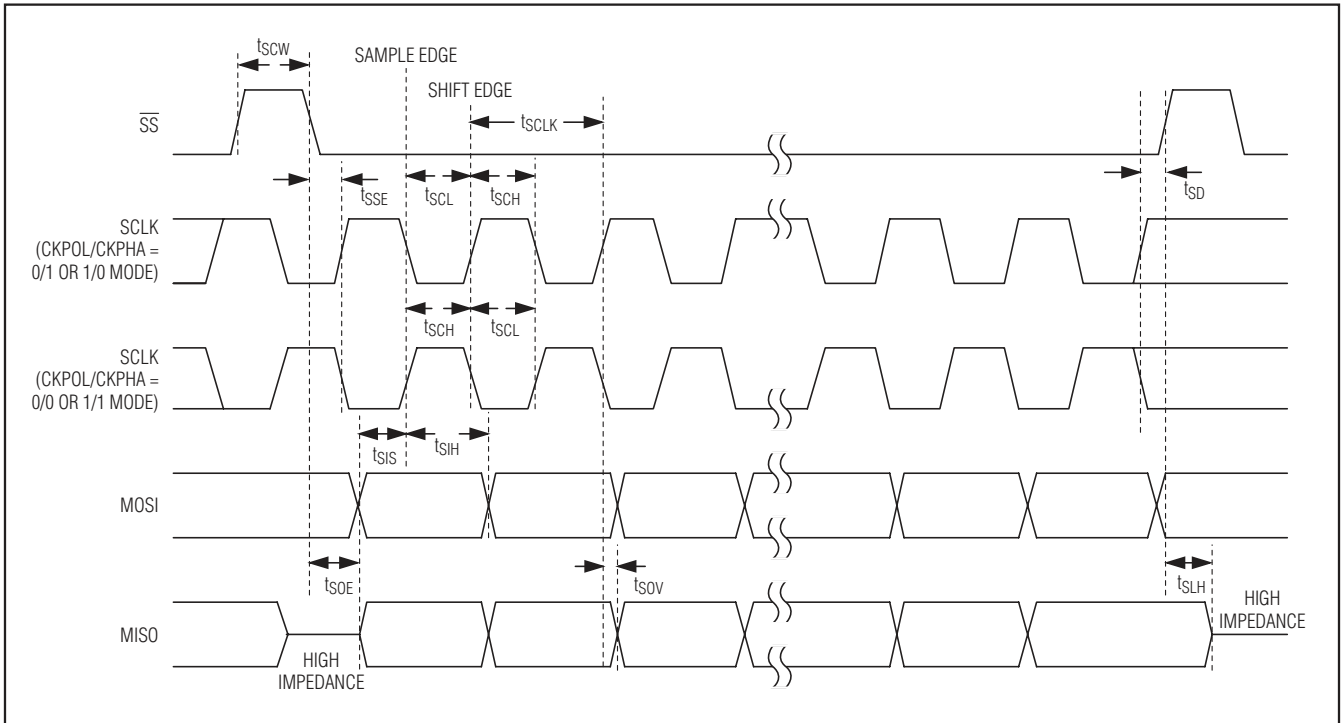 tSCW
SAMPLE EDGE
SHIFT EDGE
tSCLK
SS
tSSE
tSCL
tSCH
tSD
SCLK
(CKPOL/CKPHA =
0/1 OR 1/0 MODE)
tSCH
tSCL
SCLK
(CKPOL/CKPHA =
0/0 OR 1/1 MODE)
tSIS
tSIH
MOSI
tSOE
tSOV
tSLH
HIGH
IMPEDANCE
MISO
HIGH
IMPEDANCE